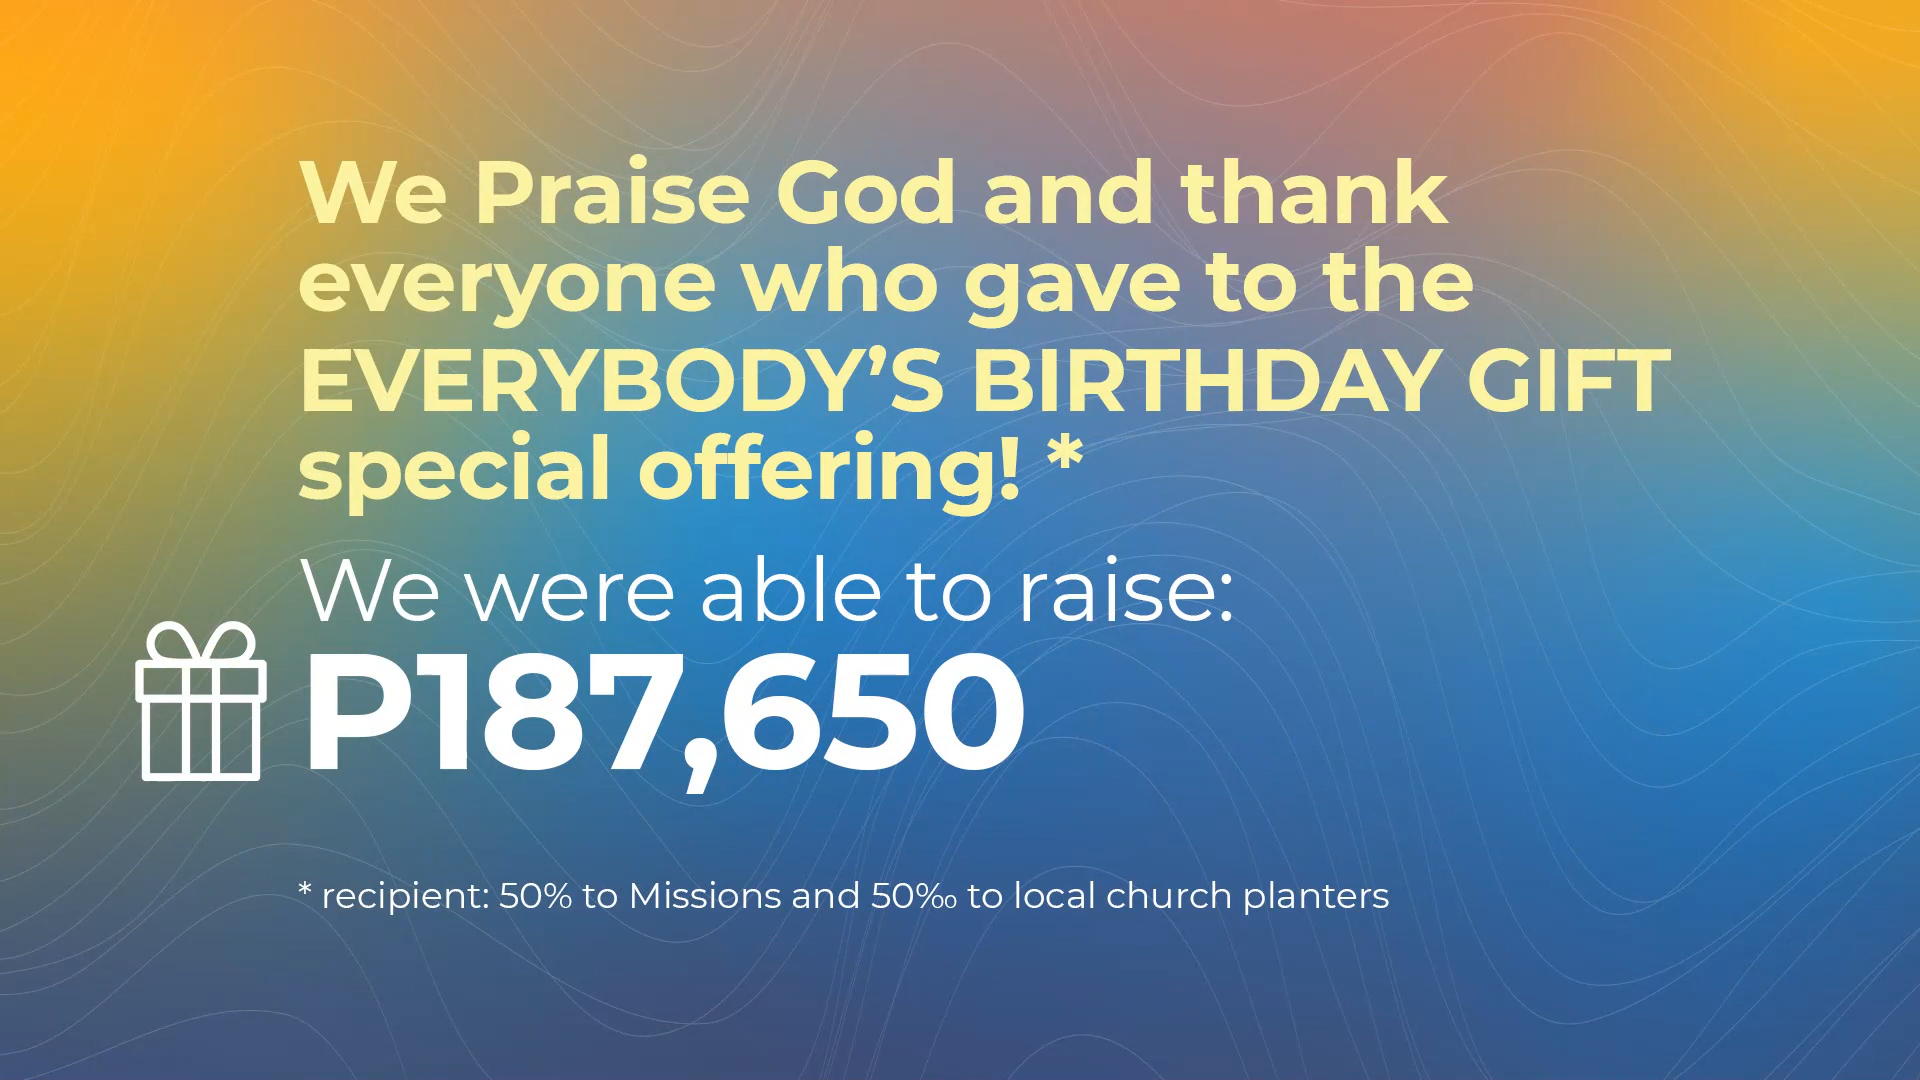 We Praise God and thank
everyone who gave to the
EVERYBODY’S BIRTHDAY GIFT
special offering! *
We were able to raise:
P187,650
* recipient: 50% to Missions and 50‰ to local church planters